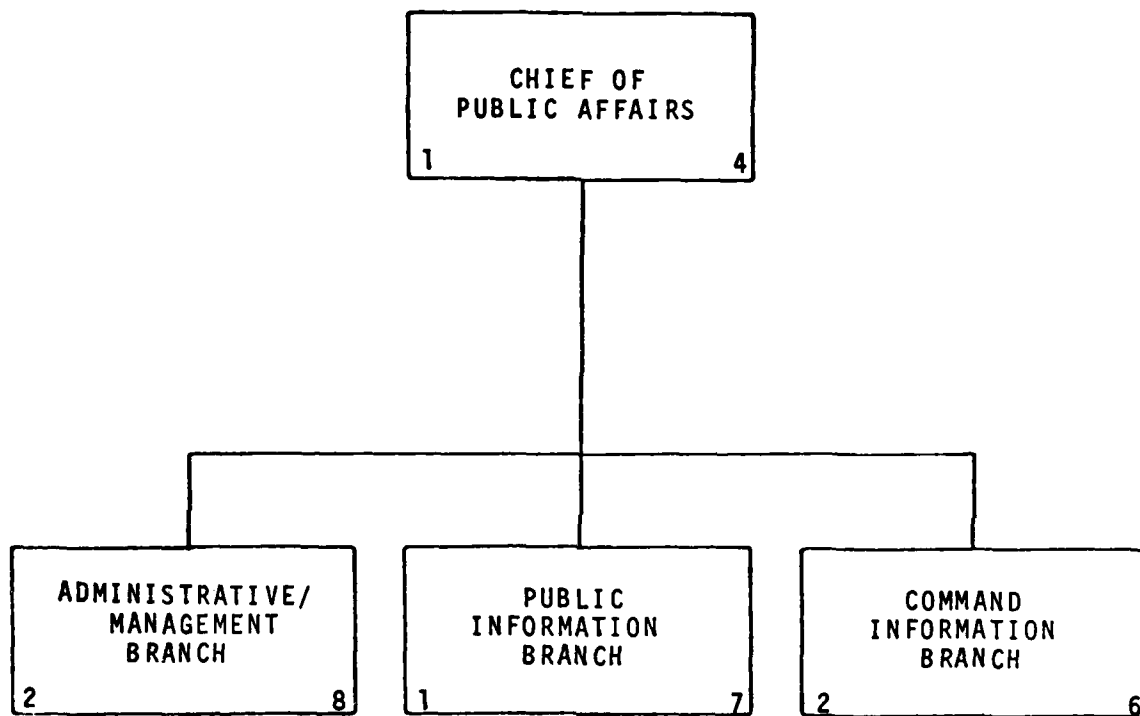 CHIEF OF
PUBLIC AFFAIRS
1 4
ADMINISTRATIVE/
MANAGEMENT
BRANCH
2 8
PUBLIC
INFORMATION
BRANCH
1 7
COMMAND
INFORMATION
BRANCH
2 6